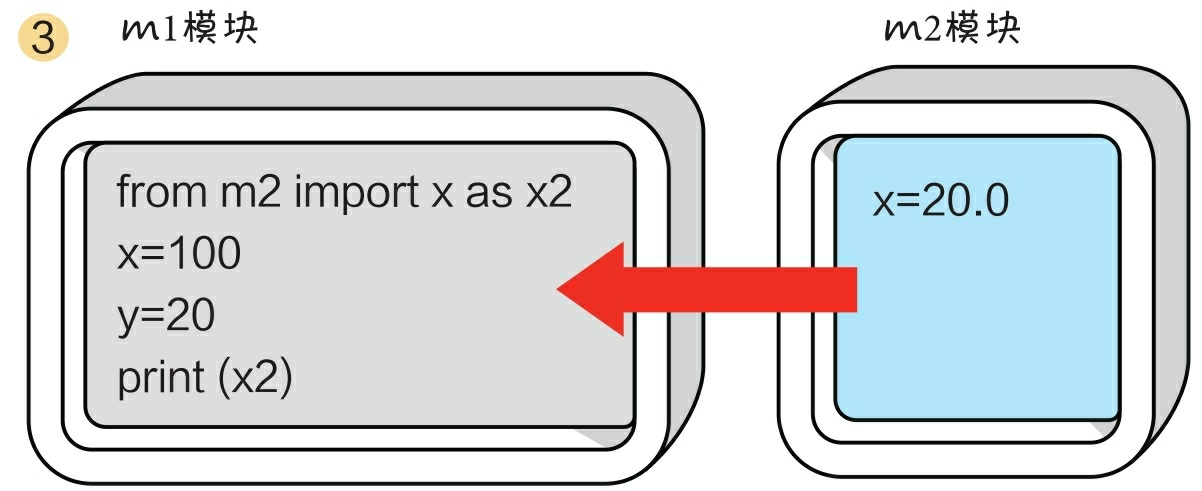 3
m1模块
m2模块
from m2 import x as x2
x=100
y=20
print (x2)
x=20.0